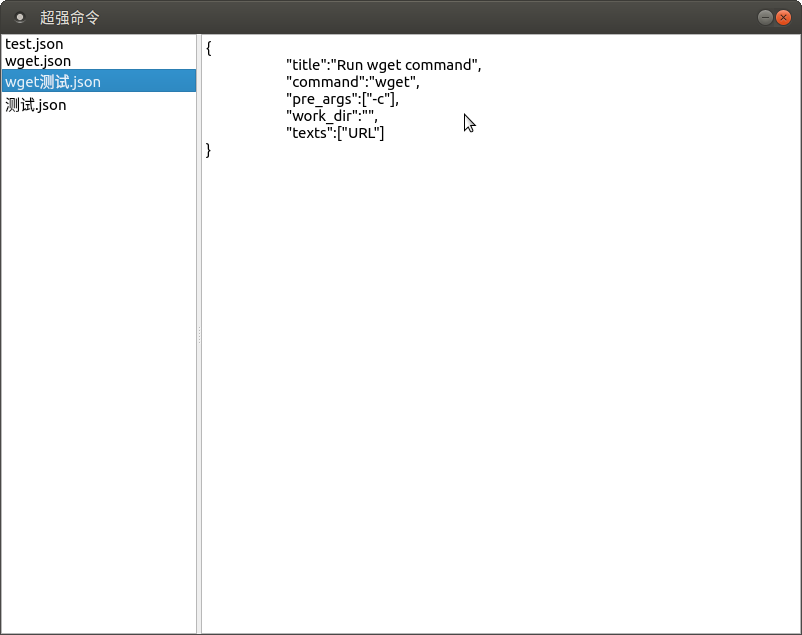 超强命令
test.json
wget.json
wget测试.json
测试.json
{
"title":"Run wget command",
"command":"wget",
"pre_args":["-c"],
"work_dir":"",
"texts":["URL"]
}